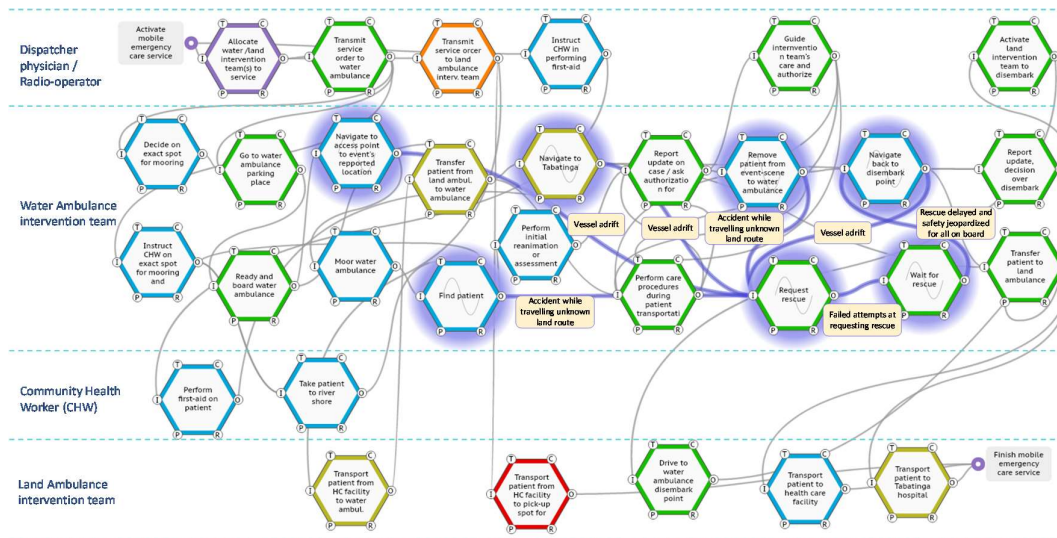 Dispatcher
physician /
Radio-operator
Activate
mobile
emergency
care service
Allocate
water /land
intervention
team(s) to
service
Transmit
service
order to
water
ambulance
Transmit
service orcer
to land
ambulance
interv. team
Instruct
CHW in
performing
first-aid
Guide
internventio
n team's
care and
authorize
Activate
land
intervention
team to
disembark
Water Ambulance
intervention team
Decide on
exact spot
for mooring
Go to water
ambulance
parking
place
Navigate to
access point
to event's
reported
location
Transfer
patient from
land ambul.
to water
ambulance
Navigate to
Tabatinga
Report
update on
case / ask
authorizatio
n for
Remove
patient from
event-scene
to water
ambulance
Navigate
back to
disembark
point
Report
update,
decision
over
disembark
Vessel adrift
Vessel adrift
Accident while
travelling unknown
land route
Vessel adrift
Rescue delayed and
safety jeopardized
for all on board
Instruct
CHW on
exact spot
for mooring
and
Ready and
board water
ambulance
Moor water
ambulance
Find patient
Perform
initial
reanimation
or
assessment
Accident while
travelling unknown
land route
Perform care
procedures
during
patient
transportati
Request
rescue
Failed attempts at
requesting rescue
Wait for
rescue
Transfer
patient to
land
ambulance
Community Health
Worker (CHW)
Perform
first-aid on
patient
Take patient
to river
shore
Land Ambulance
intervention team
Transport
patient from
HC facility
to water
ambul.
Transport
patient from
HC facility
to pick-up
spot for
Drive to
water
ambulance
disembark
point
Transport
patient to
health care
facility
Transport
patient to
Tabatinga
hospital
Finish mobile
emergency
care service